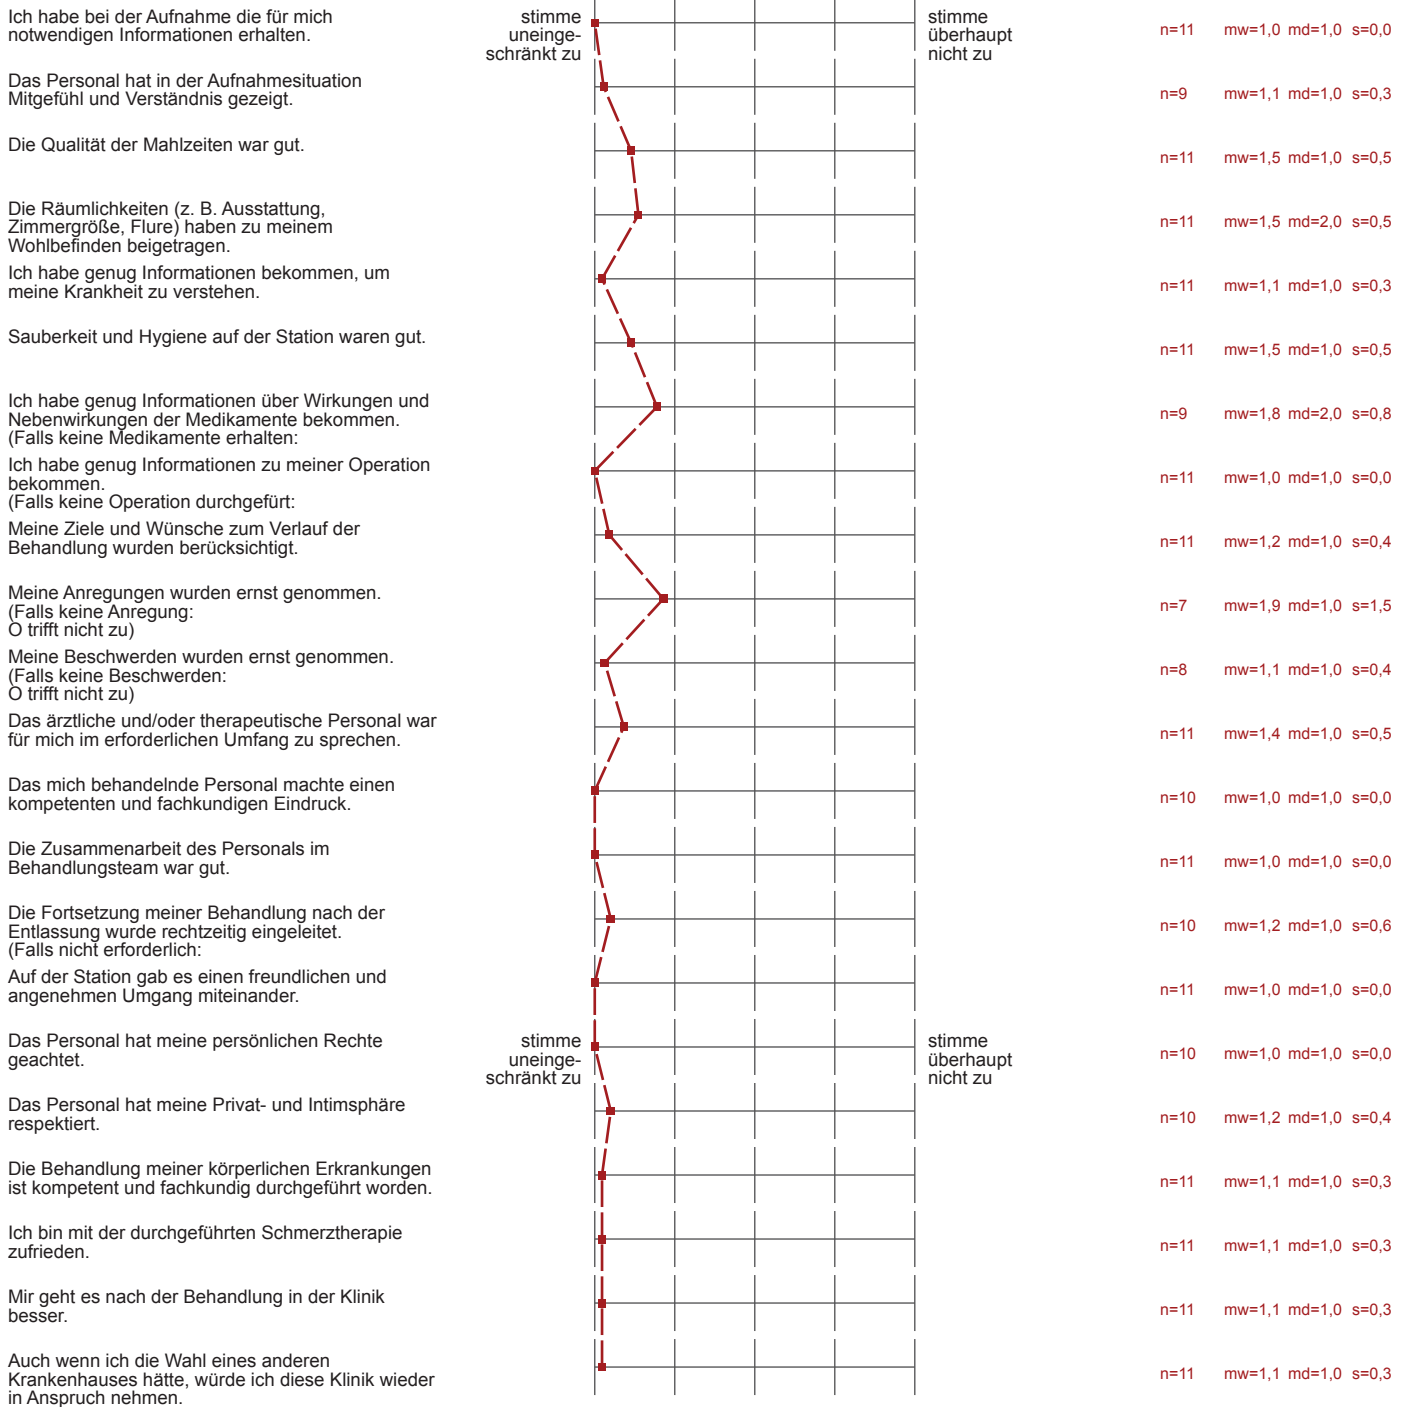 Ich habe bei der Aufnahme die für mich
notwendigen Informationen erhalten.
stimme
uneinge-
schränkt zu
stimme
überhaupt
nicht zu
n=11 mw=1,0 md=1,0 s=0,0
Das Personal hat in der Aufnahmesituation
Mitgefühl und Verständnis gezeigt.
n=9 mw=1,1 md=1,0 s=0,3
Die Qualität der Mahlzeiten war gut.
n=11 mw=1,5 md=1,0 s=0,5
Die Räumlichkeiten (z. B. Ausstattung,
Zimmergröße, Flure) haben zu meinem
Wohlbefinden beigetragen.
n=11 mw=1,5 md=2,0 s=0,5
Ich habe genug Informationen bekommen, um
meine Krankheit zu verstehen.
n=11 mw=1,1 md=1,0 s=0,3
Sauberkeit und Hygiene auf der Station waren gut.
n=11 mw=1,5 md=1,0 s=0,5
Ich habe genug Informationen über Wirkungen und
Nebenwirkungen der Medikamente bekommen.
(Falls keine Medikamente erhalten:
n=9 mw=1,8 md=2,0 s=0,8
Ich habe genug Informationen zu meiner Operation
bekommen.
(Falls keine Operation durchgefürt:
n=11 mw=1,0 md=1,0 s=0,0
Meine Ziele und Wünsche zum Verlauf der
Behandlung wurden berücksichtigt.
n=11 mw=1,2 md=1,0 s=0,4
Meine Anregungen wurden ernst genommen.
(Falls keine Anregung:
O trifft nicht zu)
n=7 mw=1,9 md=1,0 s=1,5
Meine Beschwerden wurden ernst genommen.
(Falls keine Beschwerden:
O trifft nicht zu)
n=8 mw=1,1 md=1,0 s=0,4
Das ärztliche und/oder therapeutische Personal war
für mich im erforderlichen Umfang zu sprechen.
n=11 mw=1,4 md=1,0 s=0,5
Das mich behandelnde Personal machte einen
kompetenten und fachkundigen Eindruck.
n=10 mw=1,0 md=1,0 s=0,0
Die Zusammenarbeit des Personals im
Behandlungsteam war gut.
n=11 mw=1,0 md=1,0 s=0,0
Die Fortsetzung meiner Behandlung nach der
Entlassung wurde rechtzeitig eingeleitet.
(Falls nicht erforderlich:
n=10 mw=1,2 md=1,0 s=0,6
Auf der Station gab es einen freundlichen und
angenehmen Umgang miteinander.
n=11 mw=1,0 md=1,0 s=0,0
Das Personal hat meine persönlichen Rechte
geachtet.
stimme
uneinge-
schränkt zu
stimme
überhaupt
nicht zu
n=10 mw=1,0 md=1,0 s=0,0
Das Personal hat meine Privat- und Intimsphäre
respektiert.
n=10 mw=1,2 md=1,0 s=0,4
Die Behandlung meiner körperlichen Erkrankungen
ist kompetent und fachkundig durchgeführt worden.
n=11 mw=1,1 md=1,0 s=0,3
Ich bin mit der durchgeführten Schmerztherapie
zufrieden.
n=11 mw=1,1 md=1,0 s=0,3
Mir geht es nach der Behandlung in der Klinik
besser.
n=11 mw=1,1 md=1,0 s=0,3
Auch wenn ich die Wahl eines anderen
Krankenhauses hätte, würde ich diese Klinik wieder
in Anspruch nehmen.
n=11 mw=1,1 md=1,0 s=0,3